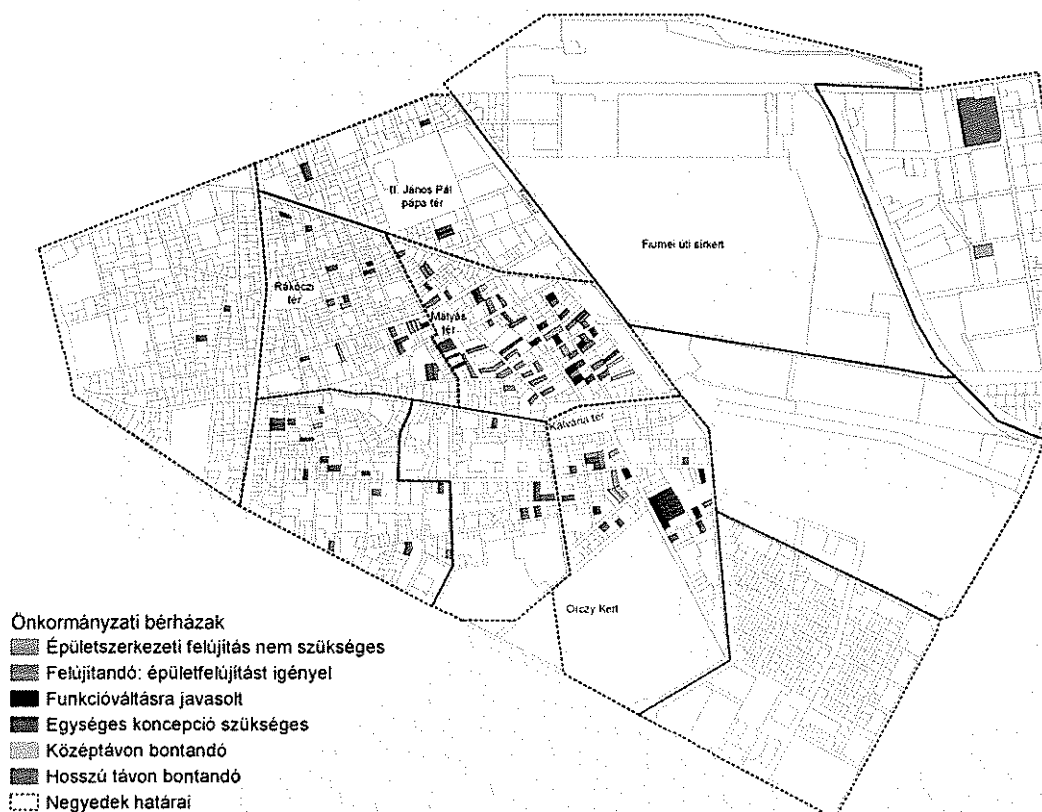 II. János Pál
pápa tér
Fiumei úti sírkert
Rákóczi
tér
Mátyás
tér
Kálvária tér
Orczy Kert
Önkormányzati bérházak
Épületszerkezeti felújítás nem szükséges
Felújítandó: épületfelújítást igényel
Funkcióváltásra javasolt
Egységes koncepció szükséges
Középtávon bontandó
Hosszú távon bontandó
Negyedek határai